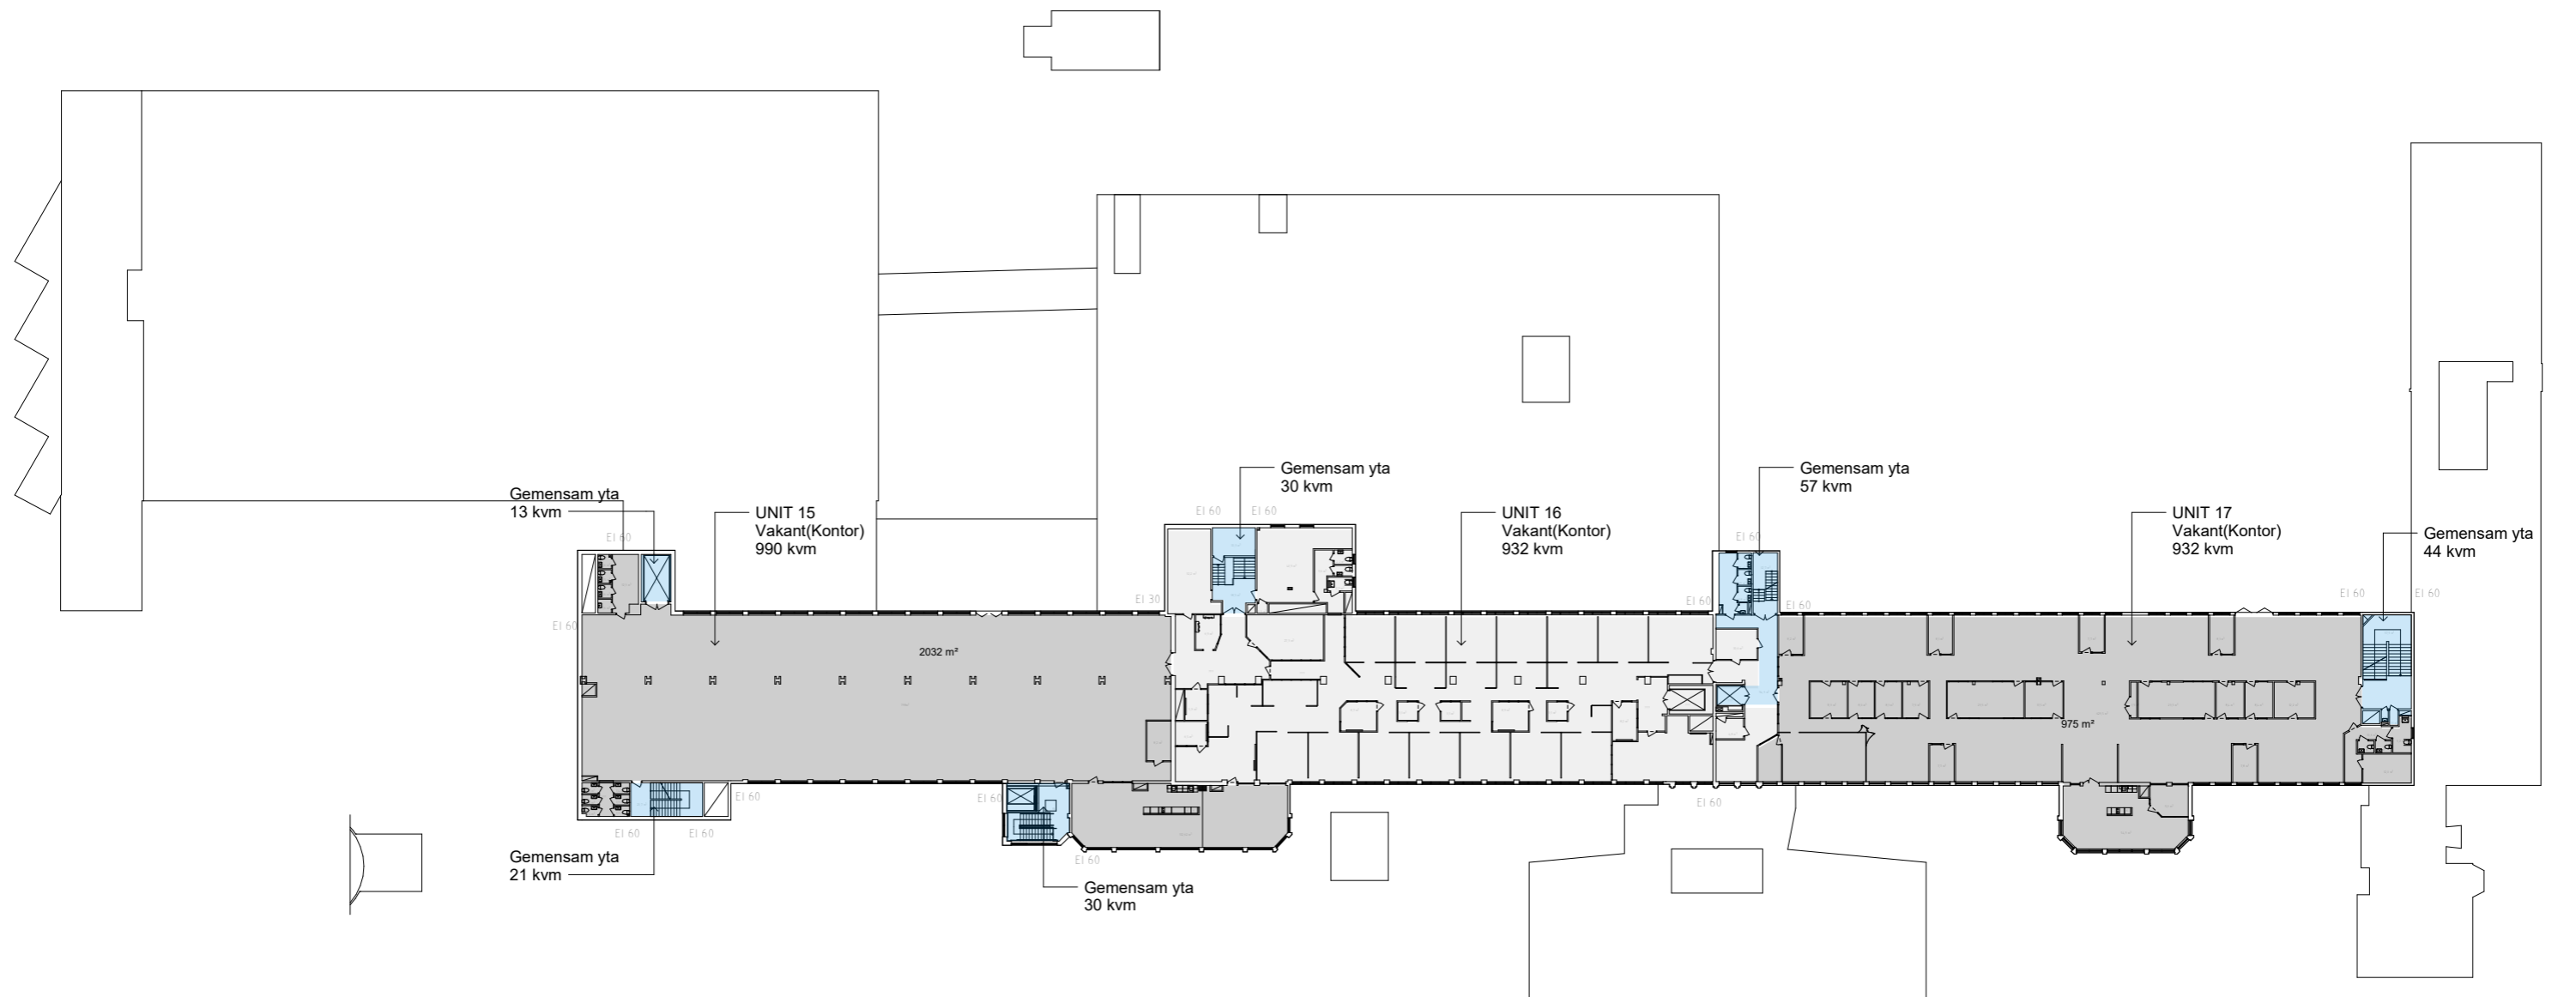 Gemensam yta
30 kvm
Gemensam yta
57 kvm
Gemensam yta
13 kvm
UNIT 15
Vakant(Kontor)
990 kvm
UNIT 16
Vakant(Kontor)
932 kvm
UNIT 17
Vakant(Kontor)
932 kvm
Gemensam yta
44 kvm
EI 60
EI 60
EI 60
EI 60
EI 30
EI 60
EI 60
EI 60
EI 60
EI 60
2032 m²
975 m²
EI 60
EI 60
EI 60
EI 60
EI 60
EI 60
Gemensam yta
21 kvm
Gemensam yta
30 kvm